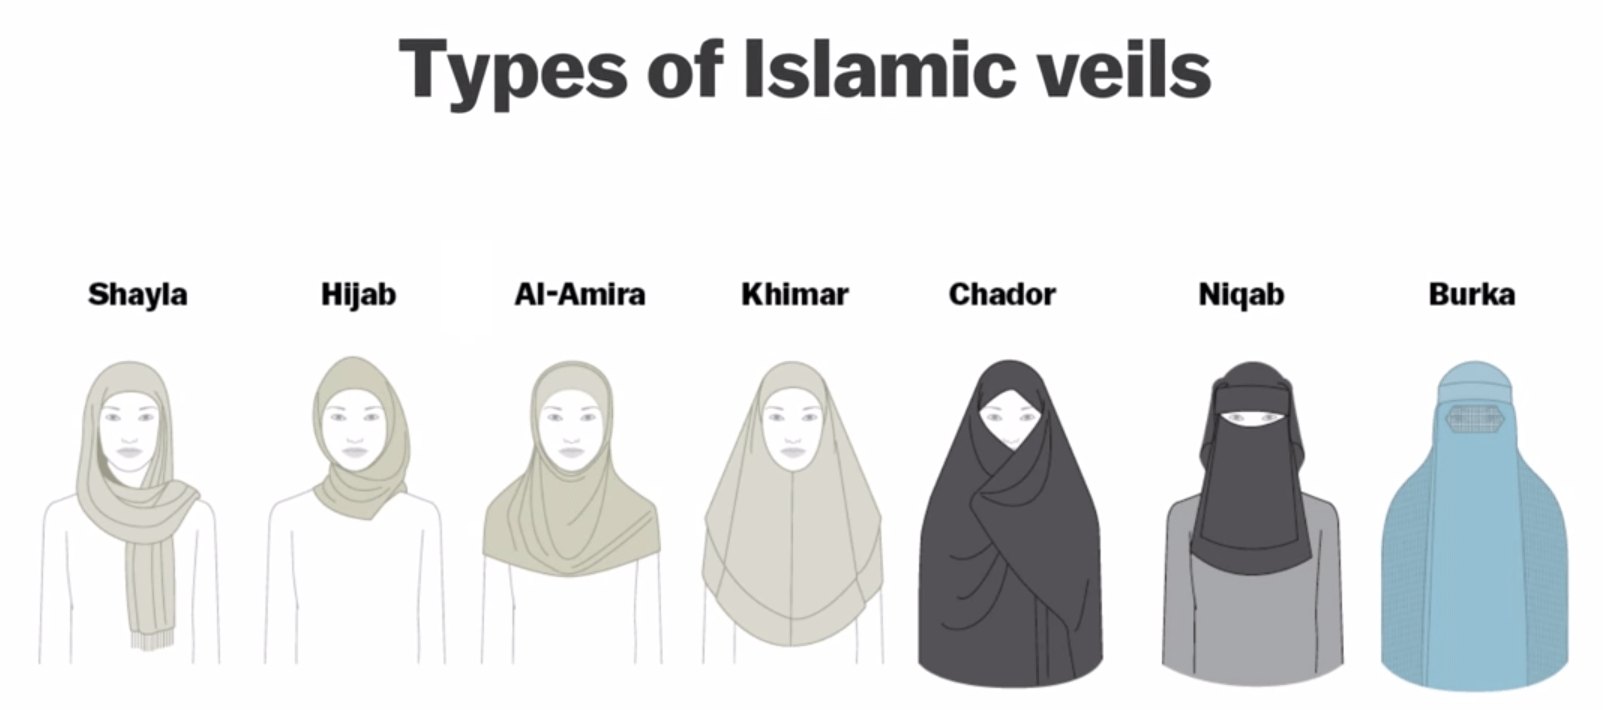 Types of Islamic veils
Shayla Hijab Al-Amira Khimar Chador Niqab Burka